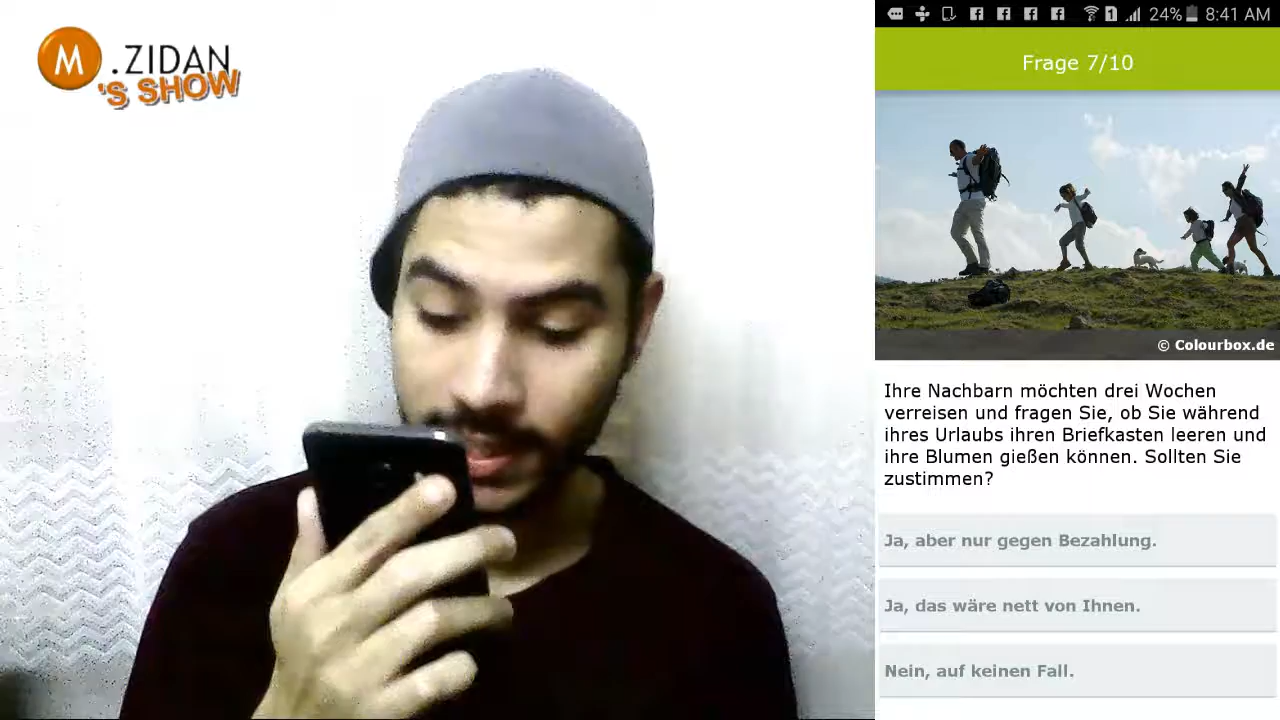 M.ZIDAN
'S SHOW
24% 8:41 AM
Frage 7/10
© Colourbox.de
Ihre Nachbarn möchten drei Wochen
verreisen und fragen Sie, ob Sie während
ihres Urlaubs ihren Briefkasten leeren und
ihre Blumen gießen können. Sollten Sie
zustimmen?
Ja, aber nur gegen Bezahlung.
Ja, das wäre nett von Ihnen.
Nein, auf keinen Fall.